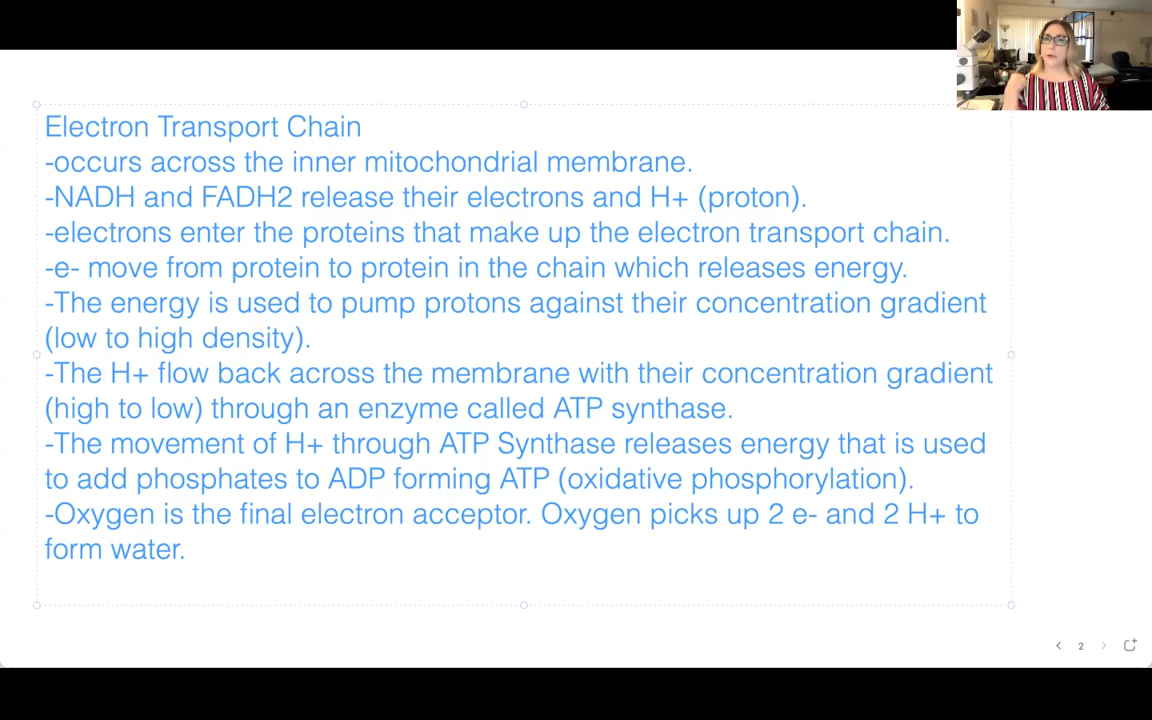 Electron Transport Chain
-occurs across the inner mitochondrial membrane.
-NADH and FADH2 release their electrons and H+ (proton).
-electrons enter the proteins that make up the electron transport chain.
-e- move from protein to protein in the chain which releases energy.
-The energy is used to pump protons against their concentration gradient
(low to high density).
-The H+ flow back across the membrane with their concentration gradient
(high to low) through an enzyme called ATP synthase.
-The movement of H+ through ATP Synthase releases energy that is used
to add phosphates to ADP forming ATP (oxidative phosphorylation).
-Oxygen is the final electron acceptor. Oxygen picks up 2 e- and 2 H+ to
form water.
2